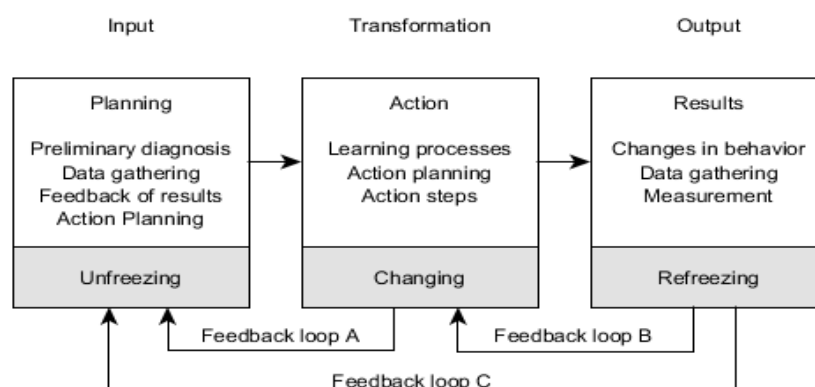 Input
Transformation
Output
Planning
Preliminary diagnosis
Data gathering
Feedback of results
Action Planning
Unfreezing
Action
Learning processes
Action planning
Action steps
Changing
Results
Changes in behavior
Data gathering
Measurement
Refreezing
Feedback loop A
Feedback loop B
Feedback loop C